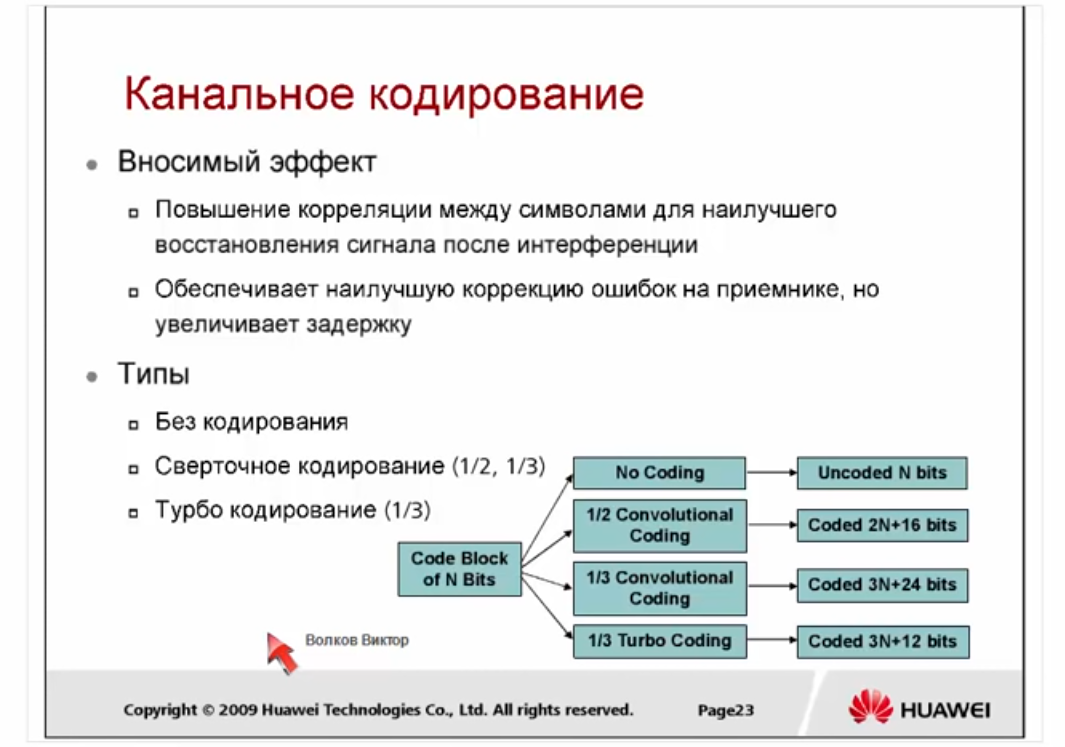 Канальное кодирование
Вносимый эффект
Повышение корреляции между символами для наилучшего
восстановления сигнала после интерференции
Обеспечивает наилучшую коррекцию ошибок на приемнике, но
увеличивает задержку
Типы
Без кодирования
Сверточное кодирование (1/2, 1/3)
Турбо кодирование (1/3)
Code Block
of N Bits
No Coding
Uncoded N bits
1/2 Convolutional
Coding
Coded 2N+16 bits
1/3 Convolutional
Coding
Coded 3N+24 bits
1/3 Turbo Coding
Coded 3N+12 bits
Волков Виктор
Copyright © 2009 Huawei Technologies Co., Ltd. All rights reserved.
Page23
HUAWEI